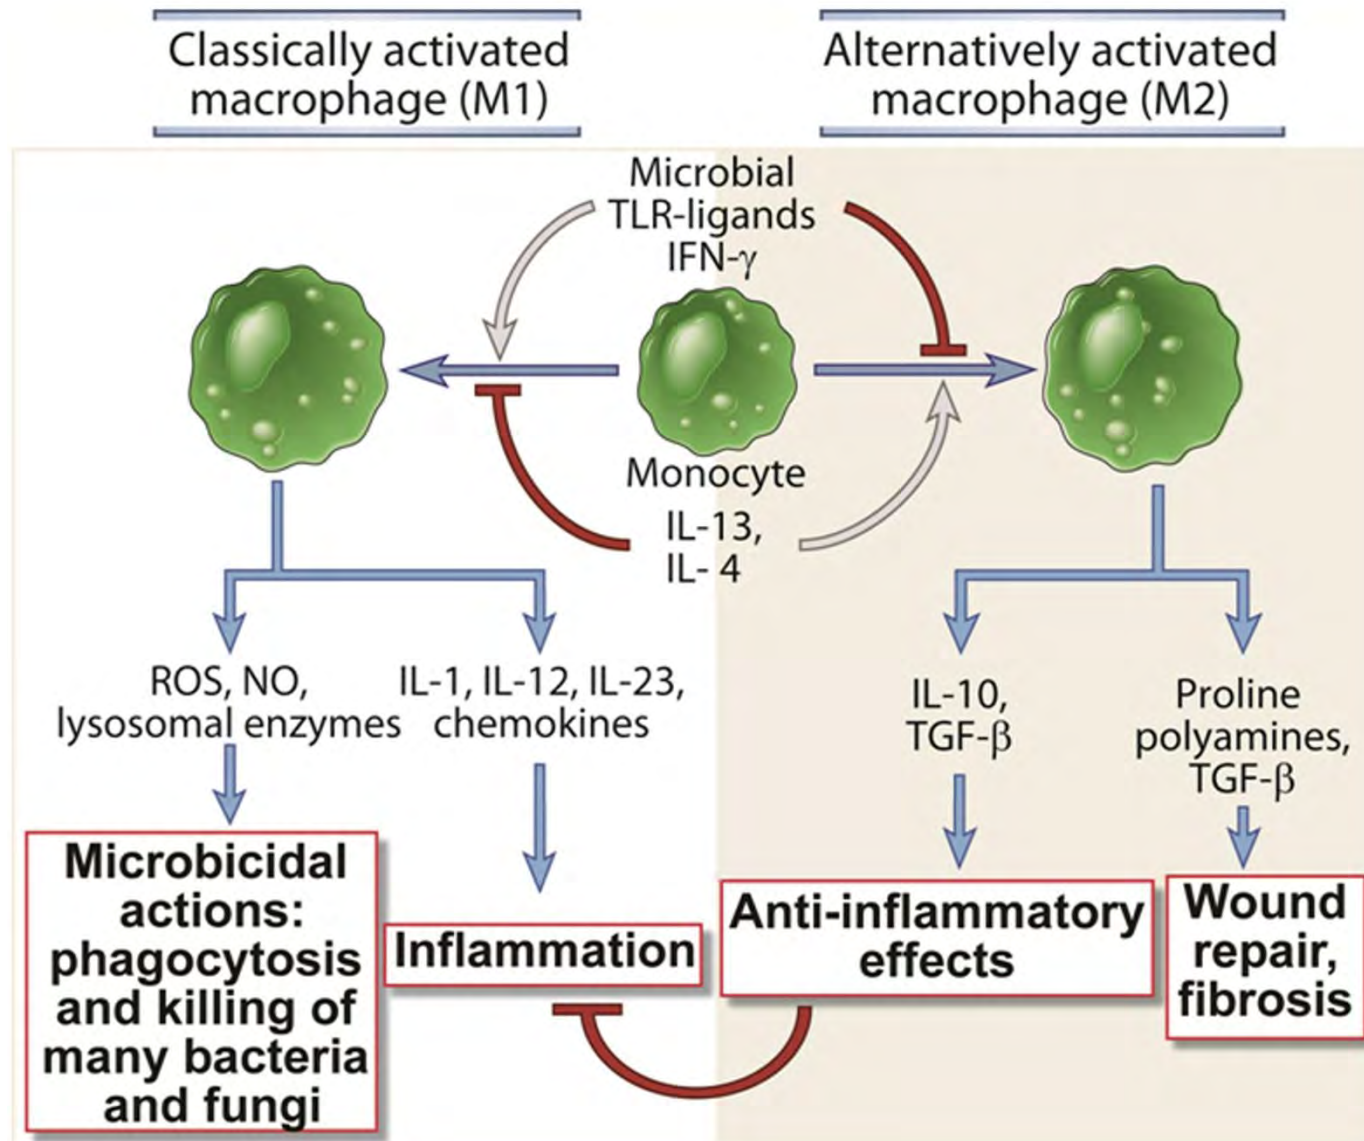 Classically activated
macrophage (M1)
Alternatively activated
macrophage (M2)
Microbial
TLR-ligands
IFN-γ
Monocyte
IL-13,
IL- 4
ROS, NO,
lysosomal enzymes
IL-1, IL-12, IL-23,
chemokines
IL-10,
TGF-β
Proline
polyamines,
TGF-β
Microbicidal
actions:
phagocytosis
and killing of
many bacteria
and fungi
Inflammation
Anti-inflammatory
effects
Wound
repair,
fibrosis